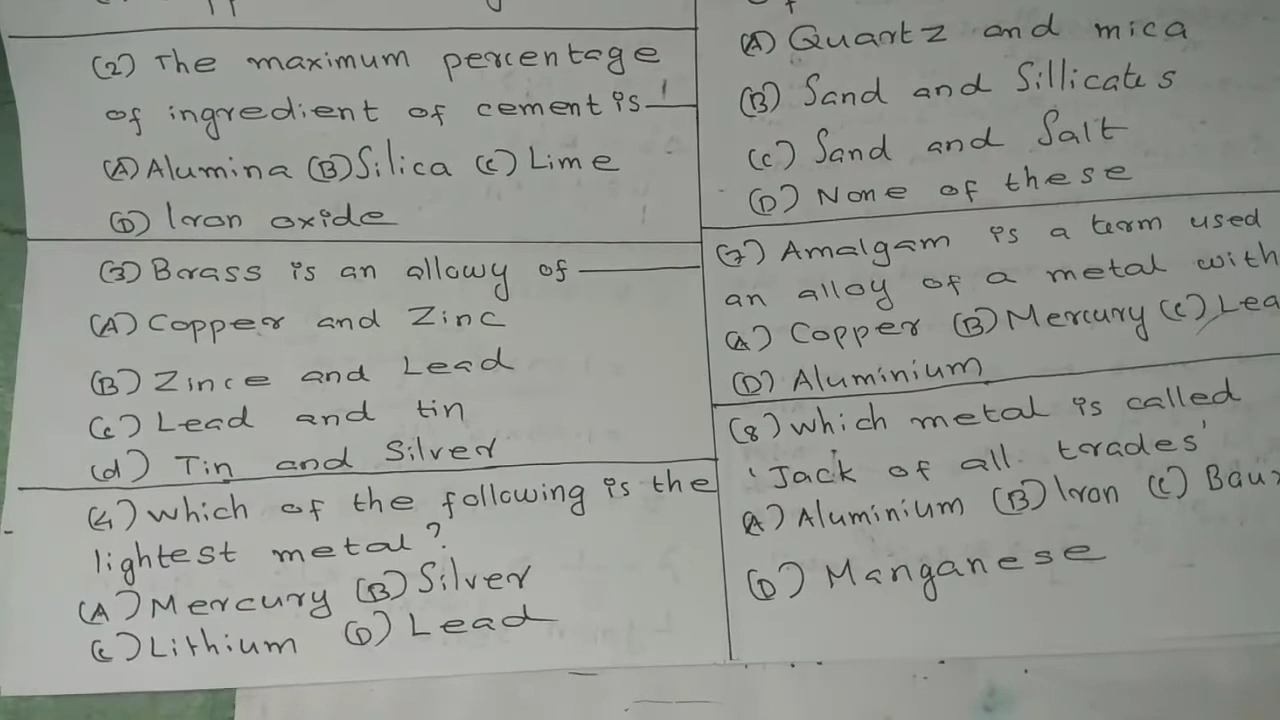 (2) The maximum percentage
of ingredient of cement is —
(A) Alumina (B) Silica (C) Lime
(D) Iron oxide
(3) Brass is an allowy of ——
(A) Copper and Zinc
(B) Zince and Lead
(c) Lead and tin
(d) Tin and Silver
(4) which of the following is the
lightest metal?
(A) Mercury (B) Silver
(c) Lithium (D) Lead
(A) Quartz and mica
(B) Sand and Sillicates
(c) Sand and Salt
(D) None of these
(7) Amalgam is a term used
an alloy of a metal with
(A) Copper (B) Mercury (c) Lea
(D) Aluminium
(8) which metal is called
'Jack of all trades'
(A) Aluminium (B) Iron (c) Baux
(D) Manganese